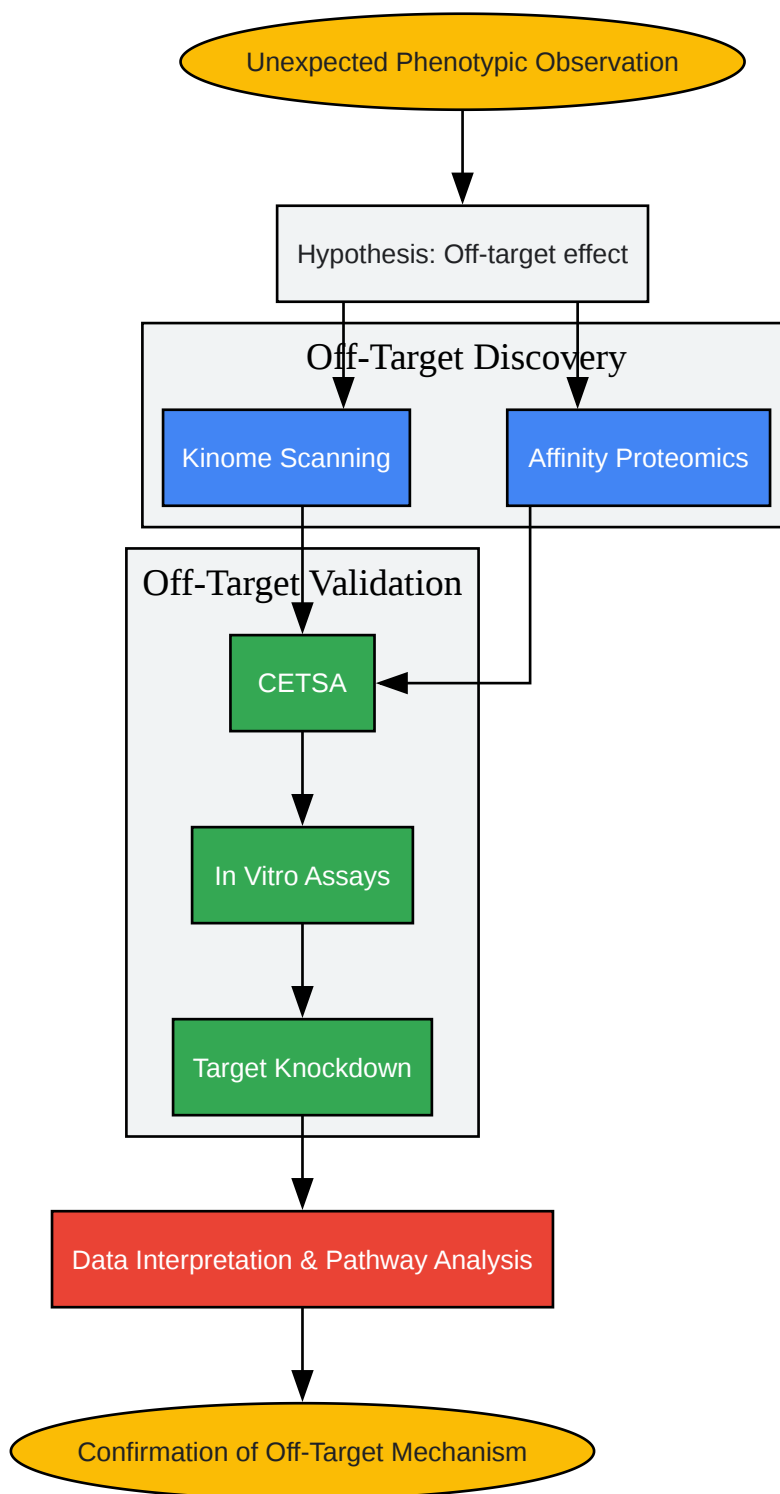 Unexpected Phenotypic Observation
Hypothesis: Off-target effect
Off-Target Discovery
Kinome Scanning
Affinity Proteomics
Off-Target Validation
CETSA
In Vitro Assays
Target Knockdown
Data Interpretation & Pathway Analysis
Confirmation of Off-Target Mechanism